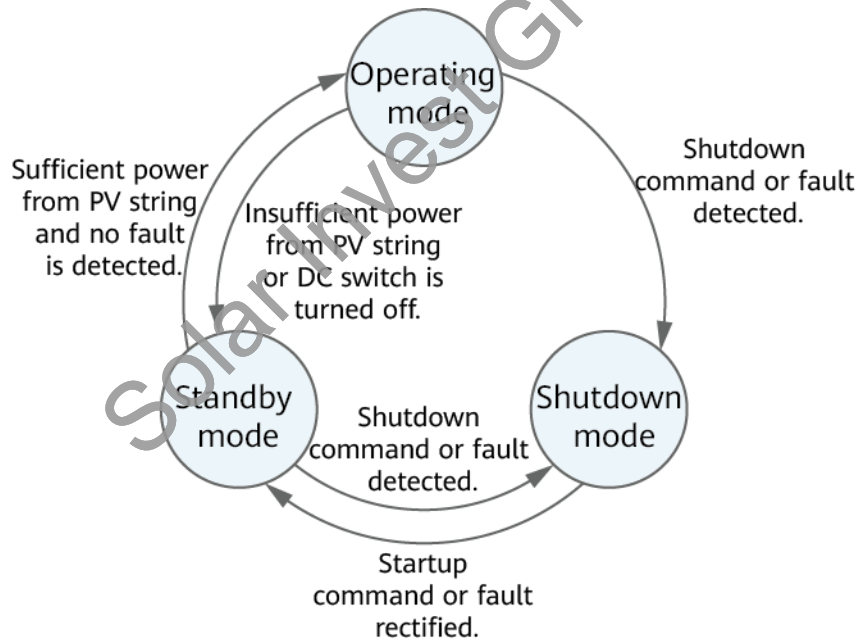 Operating
mode
Sufficient power
from PV string
and no fault
is detected.
Insufficient power
from PV string
or DC switch is
turned off.
Shutdown
command or fault
detected.
Standby
mode
Shutdown
command or fault
detected.
Shutdown
mode
Startup
command or fault
rectified.
Solar Invest